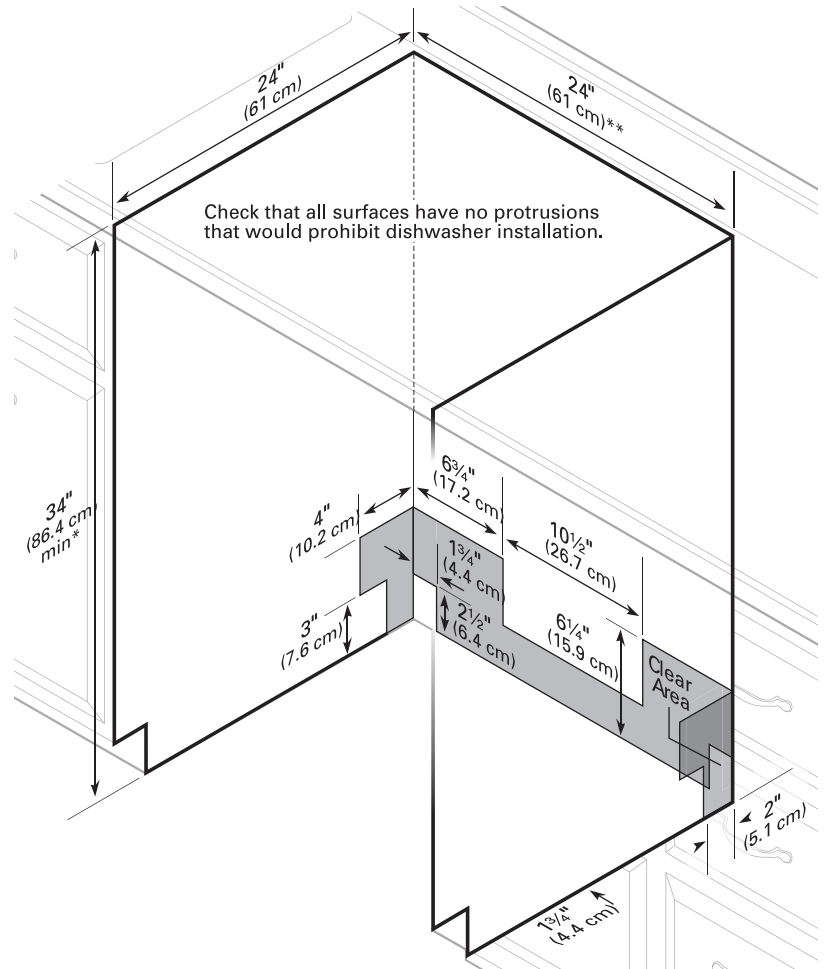 24"
(61 cm)
24"
(61 cm)**
Check that all surfaces have no protrusions
that would prohibit dishwasher installation.
34"
(86.4 cm)
min*
4"
(10.2 cm)
6¾"
(17.2 cm)
10½"
(26.7 cm)
1¾"
(4.4 cm)
3"
(7.6 cm)
2½"
(6.4 cm)
6¼"
(15.9 cm)
Clear
Area
2"
(5.1 cm)
1¾"
(4.4 cm)